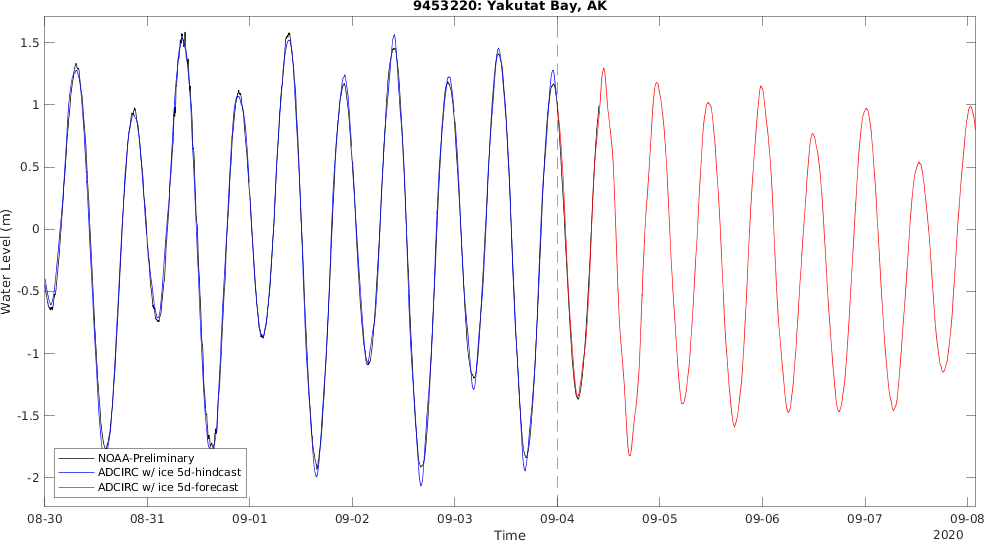 9453220: Yakutat Bay, AK
Water Level (m)
1.5
1
0.5
0
-0.5
-1
-1.5
-2
NOAA-Preliminary
ADCIRC w/ ice 5d-hindcast
ADCIRC w/ ice 5d-forecast
08-30 08-31 09-01 09-02 09-03 09-04 09-05 09-06 09-07 09-08
Time
2020